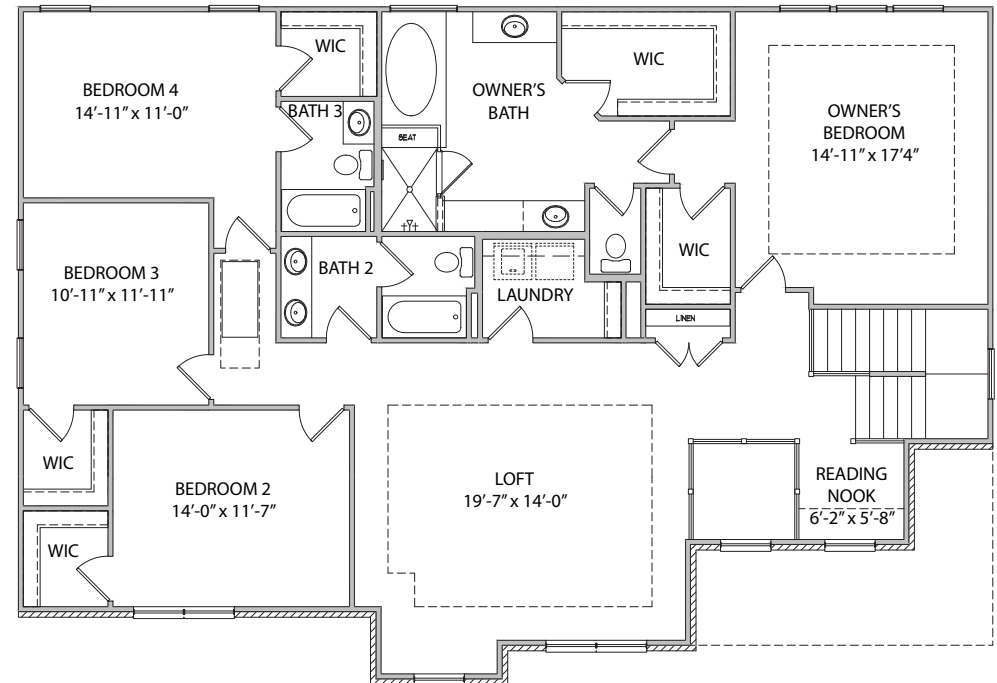 WIC
BEDROOM 4
14'-11" x 11'-0"
BATH 3
OWNER'S
BATH
SEAT
WIC
OWNER'S
BEDROOM
14'-11" x 17'4"
BEDROOM 3
10'-11" x 11'-11"
BATH 2
LAUNDRY
WIC
LINEN
WIC
BEDROOM 2
14'-0" x 11'-7"
WIC
LOFT
19'-7" x 14'-0"
READING
NOOK
6'-2" x 5'-8"